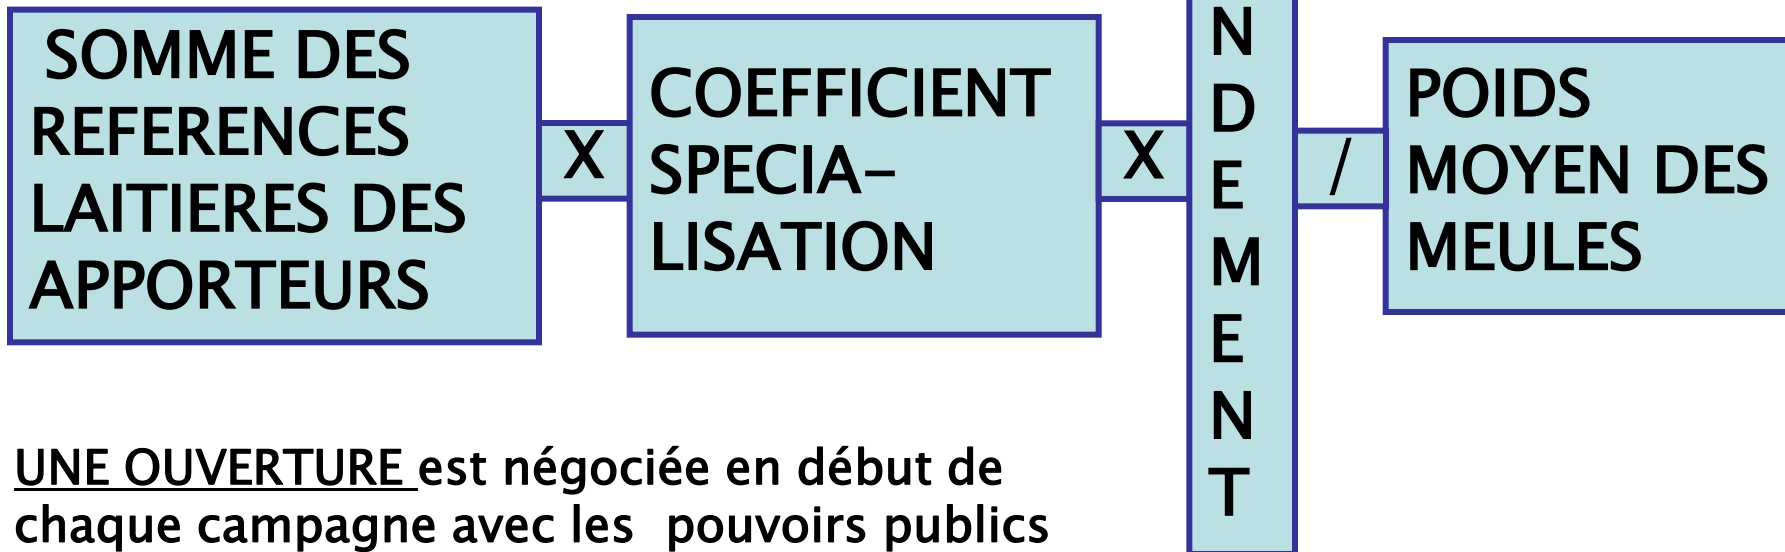 SOMME DES
REFERENCES
LAITIERES DES
APPORTEURS
X
COEFFICIENT
SPECIA-
LISATION
X
N
D
E
M
E
N
T
/
POIDS
MOYEN DES
MEULES
UNE OUVERTURE est négociée en début de
chaque campagne avec les pouvoirs publics